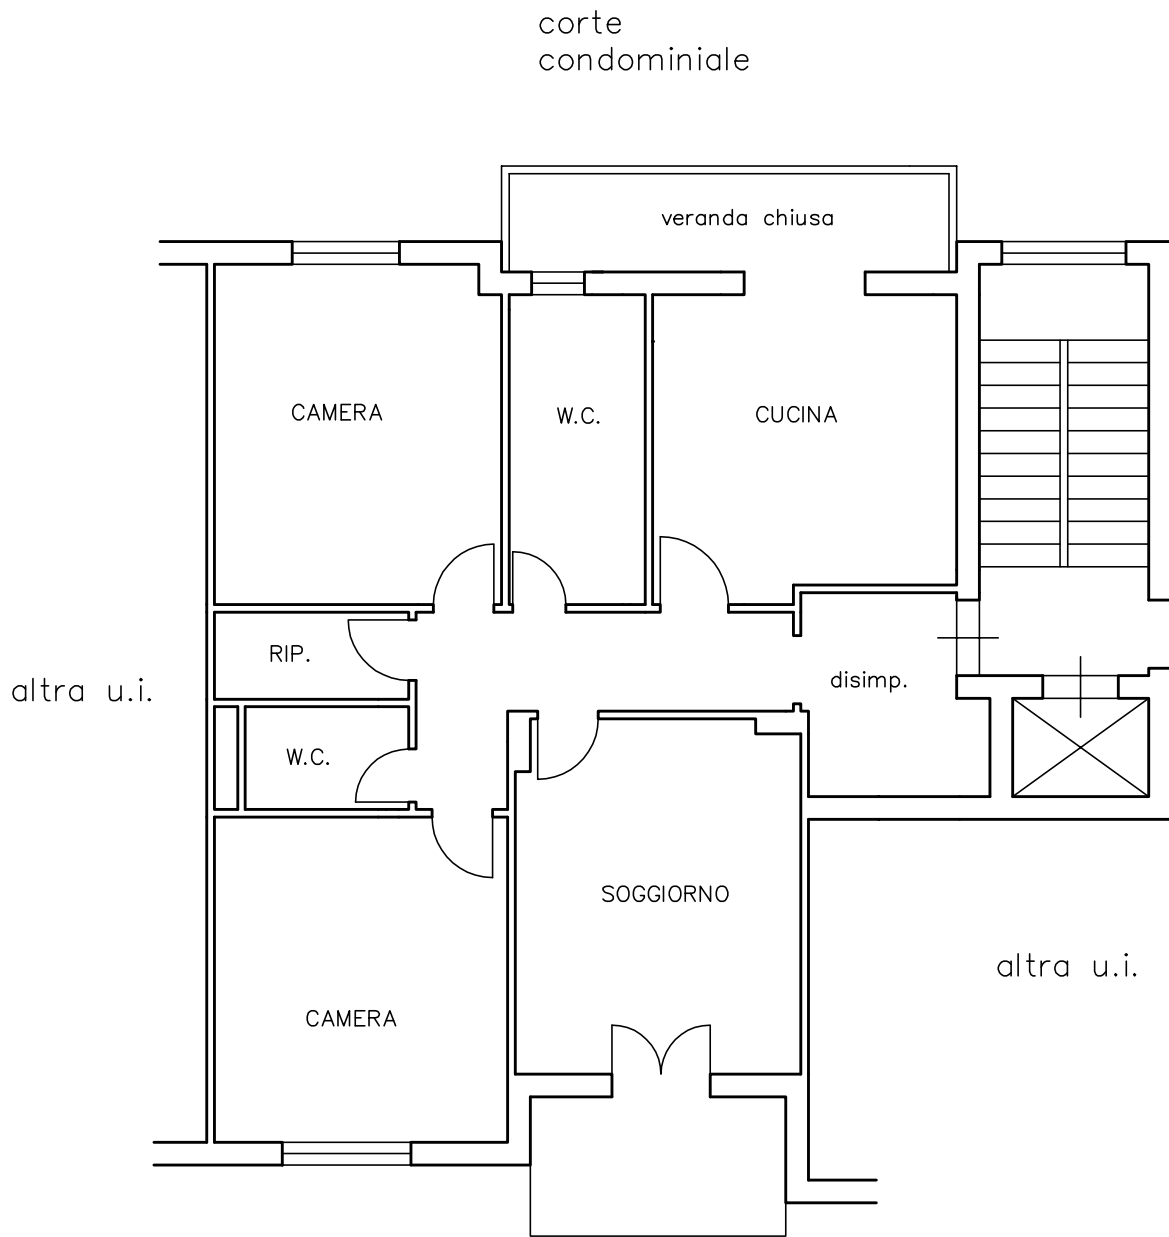 corte
condominiale
veranda chiusa
CAMERA
W.C.
CUCINA
RIP.
disimp.
altra u.i.
W.C.
SOGGIORNO
altra u.i.
CAMERA